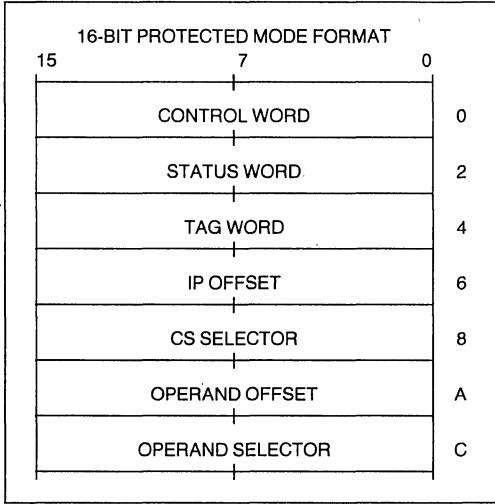 16-BIT PROTECTED MODE FORMAT
15 7 0
CONTROL WORD 0
STATUS WORD 2
TAG WORD 4
IP OFFSET 6
CS SELECTOR 8
OPERAND OFFSET A
OPERAND SELECTOR C